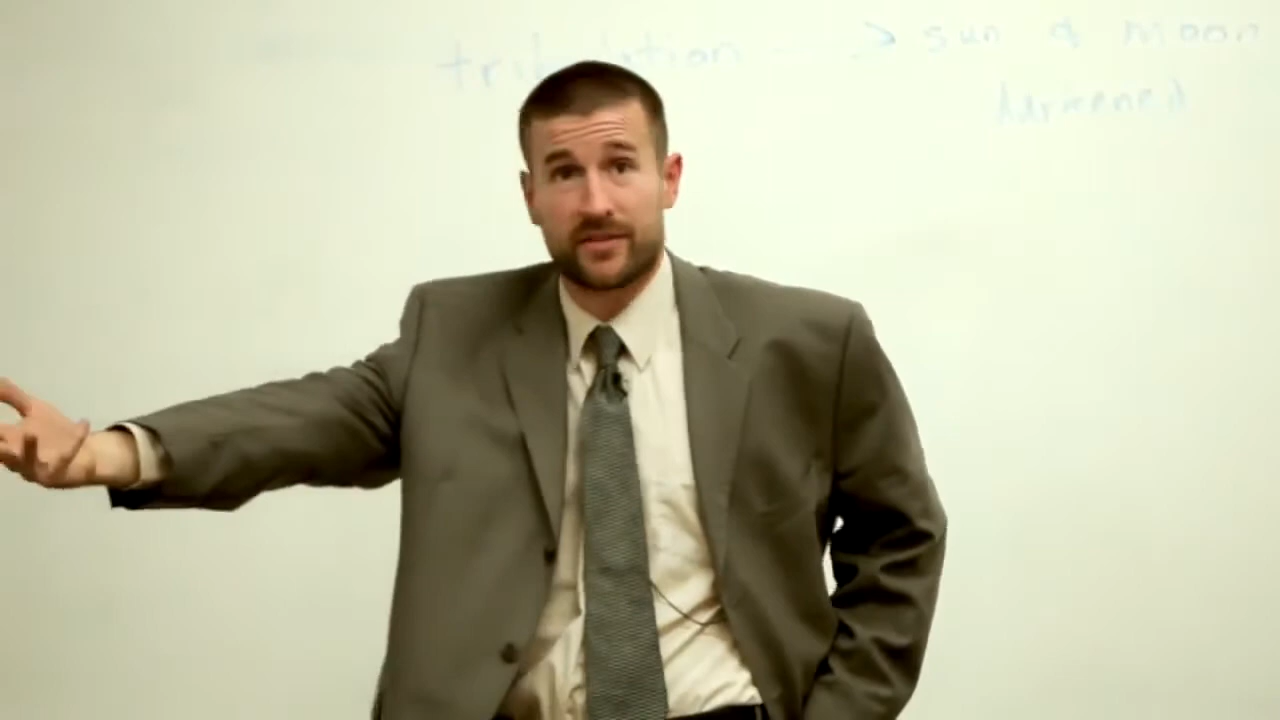 tribulation → sun & moon
darkened